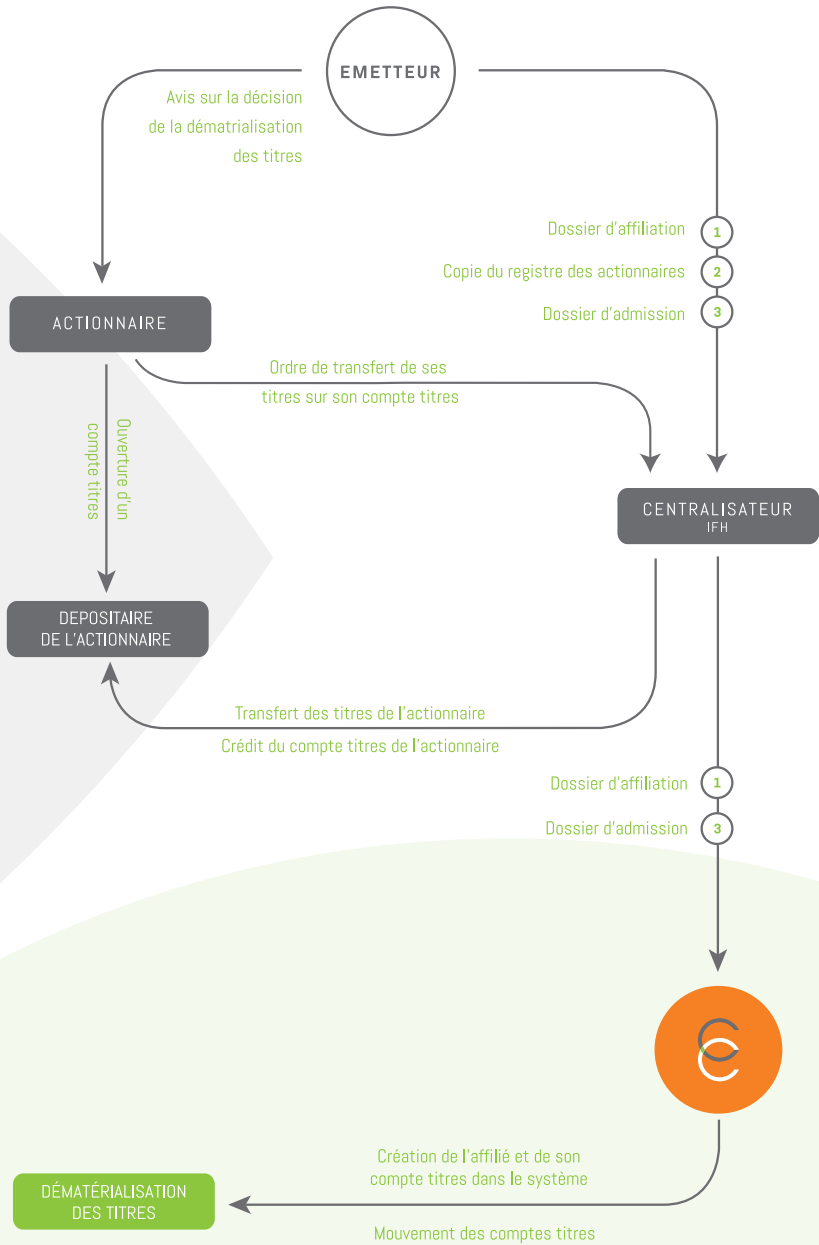 EMETTEUR
Avis sur la décision
de la dématrialisation
des titres
Dossier d'affiliation 1
Copie du registre des actionnaires 2
Dossier d'admission 3
ACTIONNAIRE
Ordre de transfert de ses
titres sur son compte titres
Ouverture d'un
compte titres
CENTRALISATEUR
IFH
DEPOSITAIRE
DE L'ACTIONNAIRE
Transfert des titres de l'actionnaire
Crédit du compte titres de l'actionnaire
Dossier d'affiliation 1
Dossier d'admission 3
Création de l'affilié et de son
compte titres dans le système
DÉMATÉRIALISATION
DES TITRES
Mouvement des comptes titres